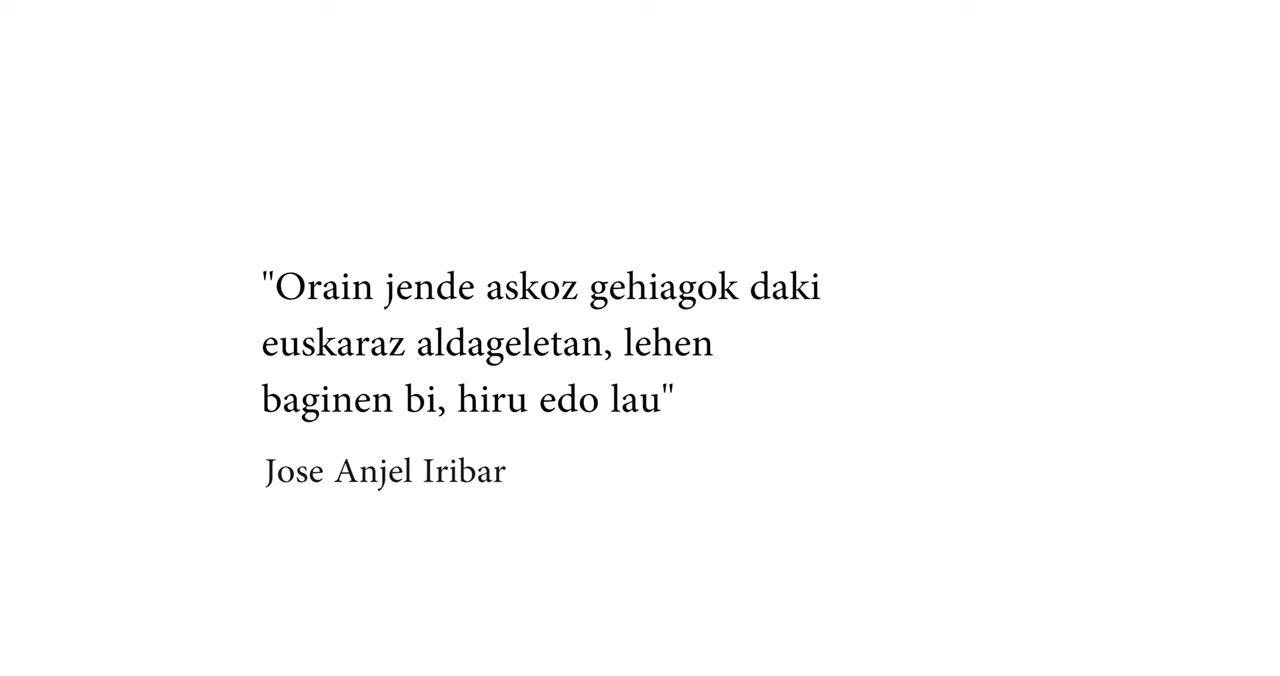 "Orain jende askoz gehiagok daki
euskaraz aldageletan, lehen
baginen bi, hiru edo lau"
Jose Anjel Iribar